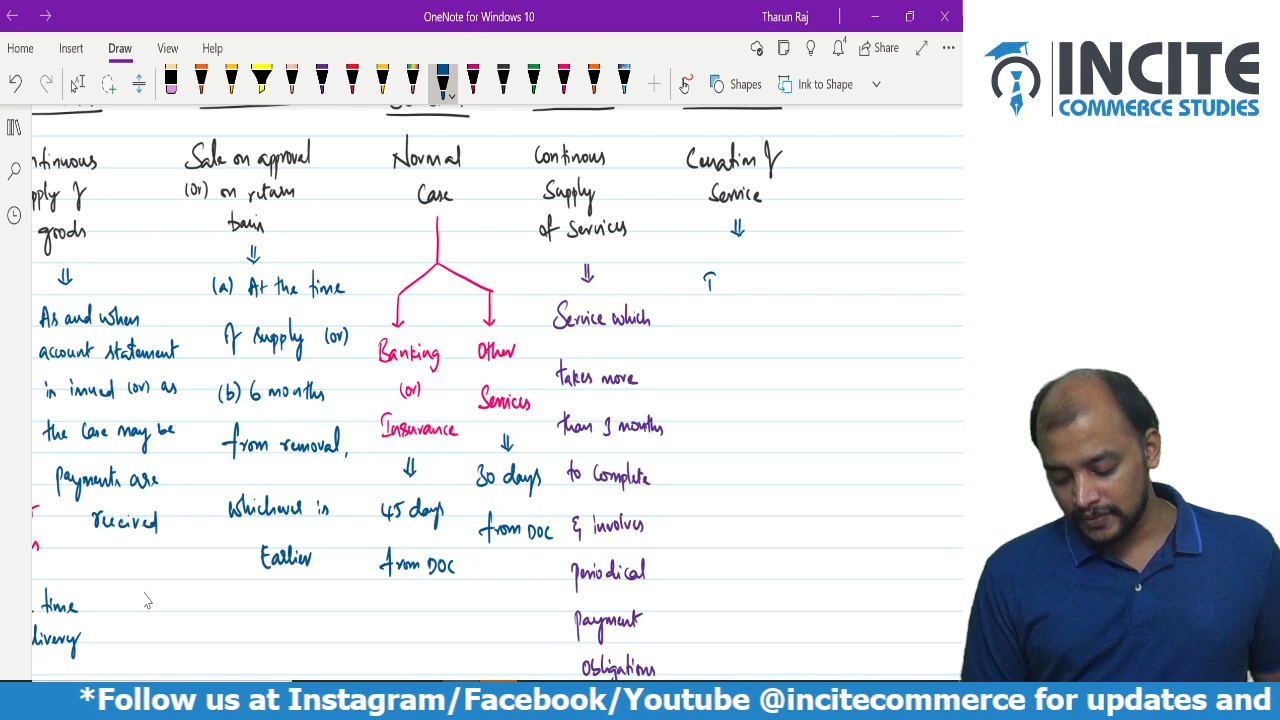 OneNote for Windows 10
Tharun Raj
Home
Insert
Draw
View
Help
4
Share
Shapes
Ink to Shape
INCITE
COMMERCE STUDIES
ntinuous
pply of
goods
As and when
account statement
is issued (or) as
the case may be
payments are
received
time
livery
Sale on approval
(or) on return
basis
(a) At the time
of supply (or)
(b) 6 months
from removal,
whichever is
Earlier
Normal
Case
Banking
(or)
Insurance
45 days
from DOC
Other
Services
30 days
from DOC
Continous
Supply
of Services
Service which
takes more
than 3 months
to complete
& involves
periodical
payment
obligations
Cessation of
Service
*Follow us at Instagram/Facebook/Youtube @incitecommerce for updates and